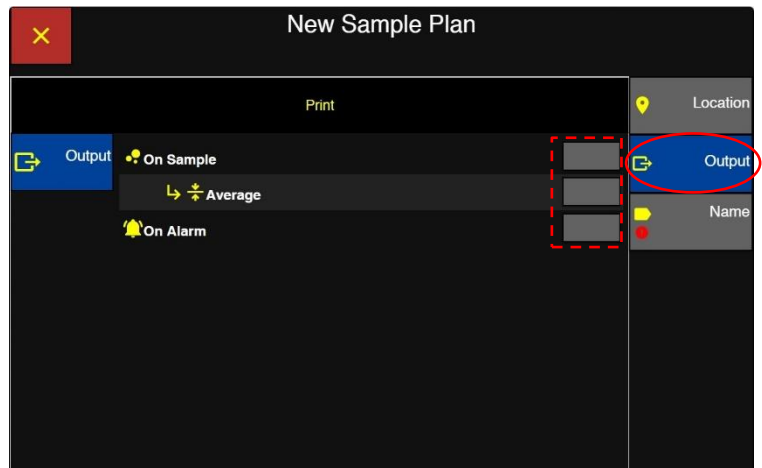 New Sample Plan
Print
Location
Output
On Sample
Output
Average
Name
On Alarm